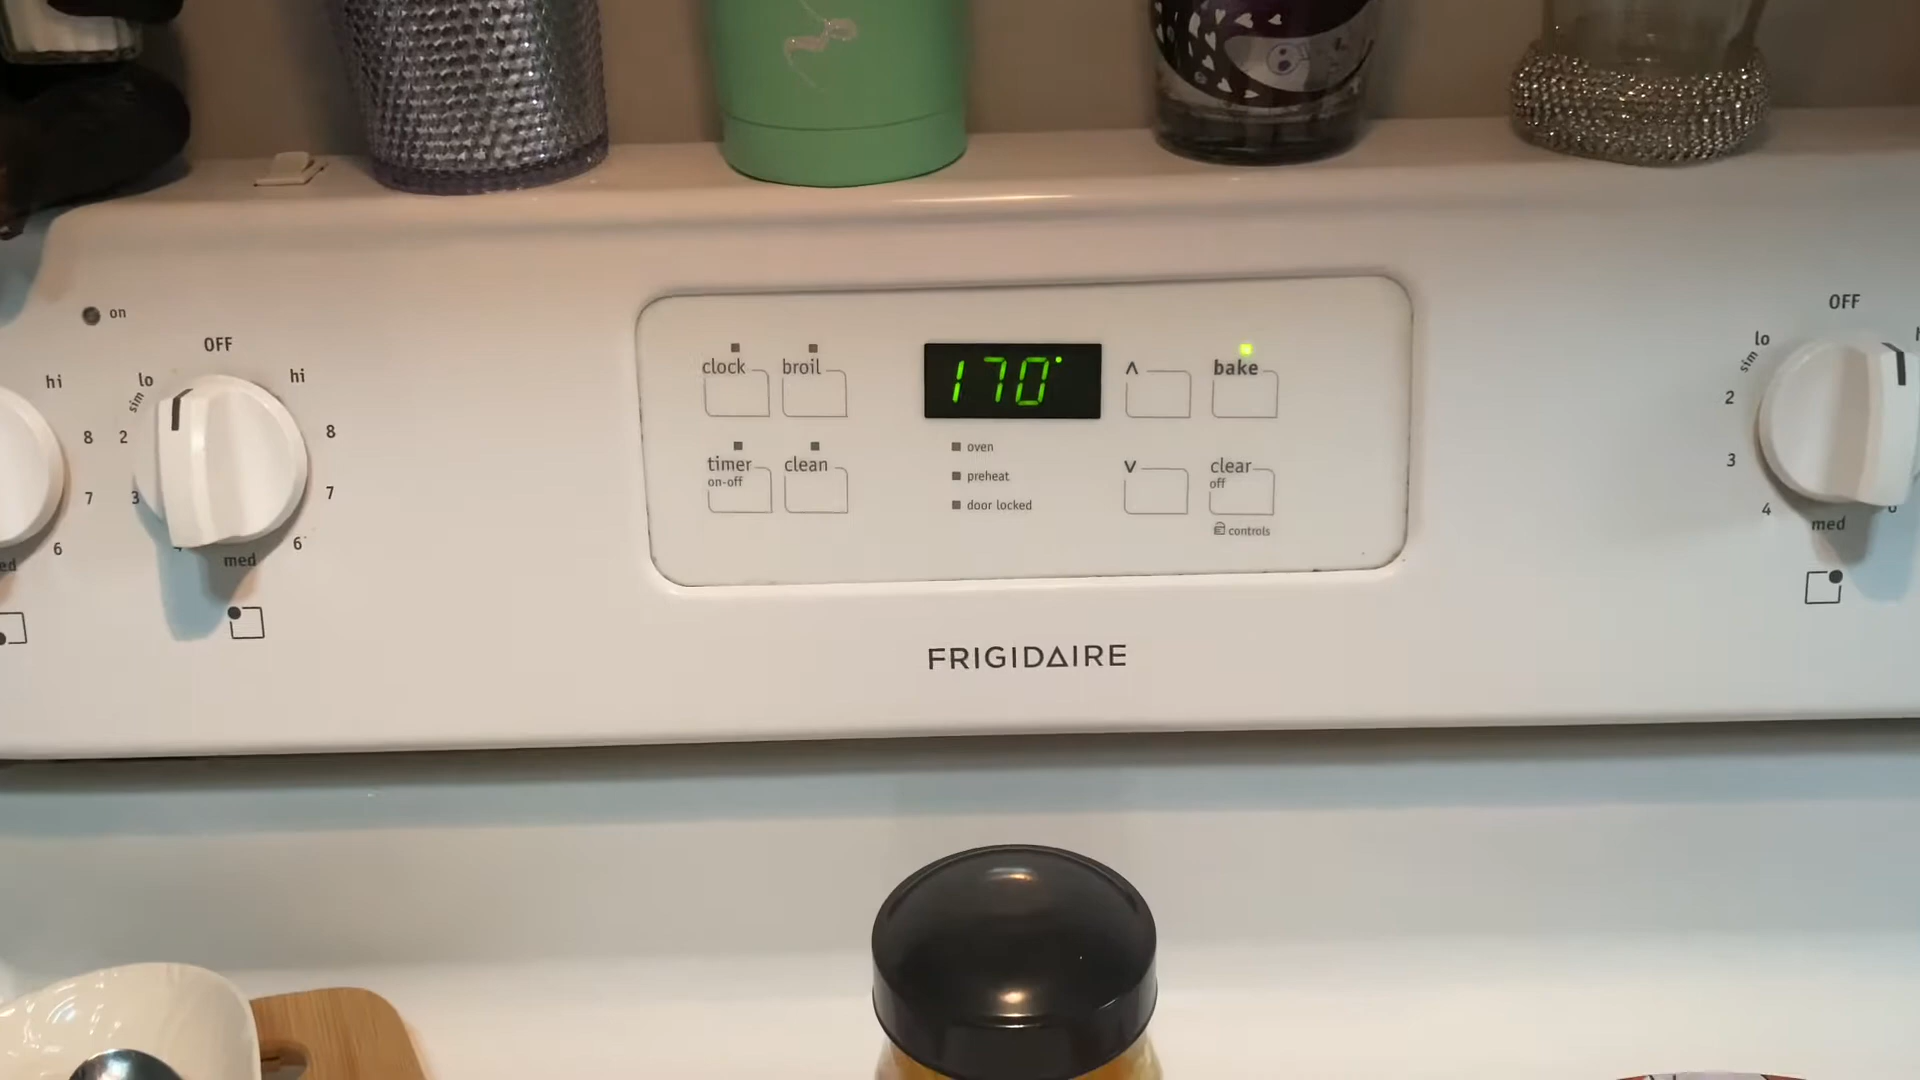 on
OFF
hi
lo
sim
hi
8
2
8
7
3
7
6
6
med
clock
broil
timer
on-off
clean
170°
oven
preheat
door locked
^
bake
v
clear
off
controls
FRIGIDAIRE
OFF
lo
sim
2
3
4
med